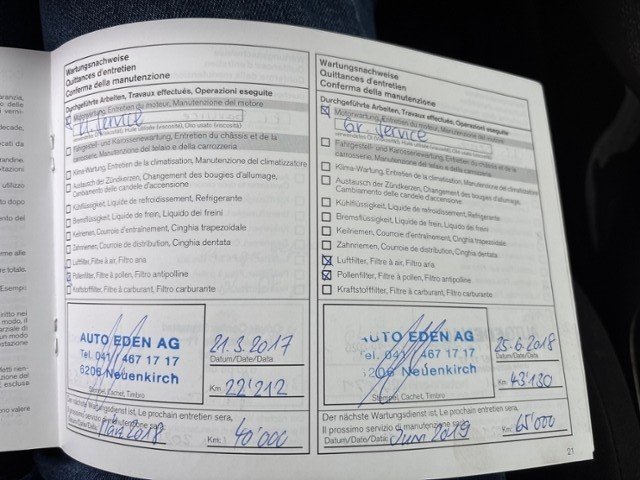 Wartungsnachweise
Quittances d'entretien
Conferma della manutenzione
Durchgeführte Arbeiten, Travaux effectués, Operazioni eseguite
Motorwartung, Entretien du moteur, Manutenzione del motore
Service
Fahrgestell- und Karosseriewartung, Entretien du châssis et de la
carrosserie, Manutenzione del telaio e della carrozzeria
Klima-Wartung, Entretien de la climatisation, Manutenzione del climatizzatore
Austausch der Zündkerzen, Changement des bougies d'allumage,
Cambiamento delle candele d'accensione
Kühlflüssigkeit, Liquide de refroidissement, Refrigerante
Bremsflüssigkeit, Liquide de frein, Liquido dei freini
Keilriemen, Courroie d'entraînement, Cinghia trapezoidale
Zahnriemen, Courroie de distribution, Cinghia dentata
Luftfilter, Filtre à air, Filtro aria
Pollenfilter, Filtre à pollen, Filtro antipolline
Kraftstoffilter, Filtre à carburant, Filtro carburante
AUTO EDEN AG
Tel. 041 467 17 17
6206 Neuenkirch
Stempel, Cachet, Timbro
21.3.2017
Datum/Date/Data:
Km: 22'212
Der nächste Wartungsdienst ist, Le prochain entretien sera,
Il prossimo servizio di manutenzione sarà:
Datum/Date/Data: März 2018 Km: 40'000
Wartungsnachweise
Quittances d'entretien
Conferma della manutenzione
Durchgeführte Arbeiten, Travaux effectués, Operazioni eseguite
Motorwartung, Entretien du moteur, Manutenzione del motore
Gr. Service
Fahrgestell- und Karosseriewartung, Entretien du châssis et de la
carrosserie, Manutenzione del telaio e della carrozzeria
Klima-Wartung, Entretien de la climatisation, Manutenzione del climatizzatore
Austausch der Zündkerzen, Changement des bougies d'allumage,
Cambiamento delle candele d'accensione
Kühlflüssigkeit, Liquide de refroidissement, Refrigerante
Bremsflüssigkeit, Liquide de frein, Liquido dei freini
Keilriemen, Courroie d'entraînement, Cinghia trapezoidale
Zahnriemen, Courroie de distribution, Cinghia dentata
Luftfilter, Filtre à air, Filtro aria
Pollenfilter, Filtre à pollen, Filtro antipolline
Kraftstoffilter, Filtre à carburant, Filtro carburante
AUTO EDEN AG
Tel. 041 467 17 17
6206 Neuenkirch
Stempel, Cachet, Timbro
25.6.2018
Datum/Date/Data:
Km: 43'130
Der nächste Wartungsdienst ist, Le prochain entretien sera,
Il prossimo servizio di manutenzione sarà:
Datum/Date/Data: Juni 2019 Km: 65'000
21